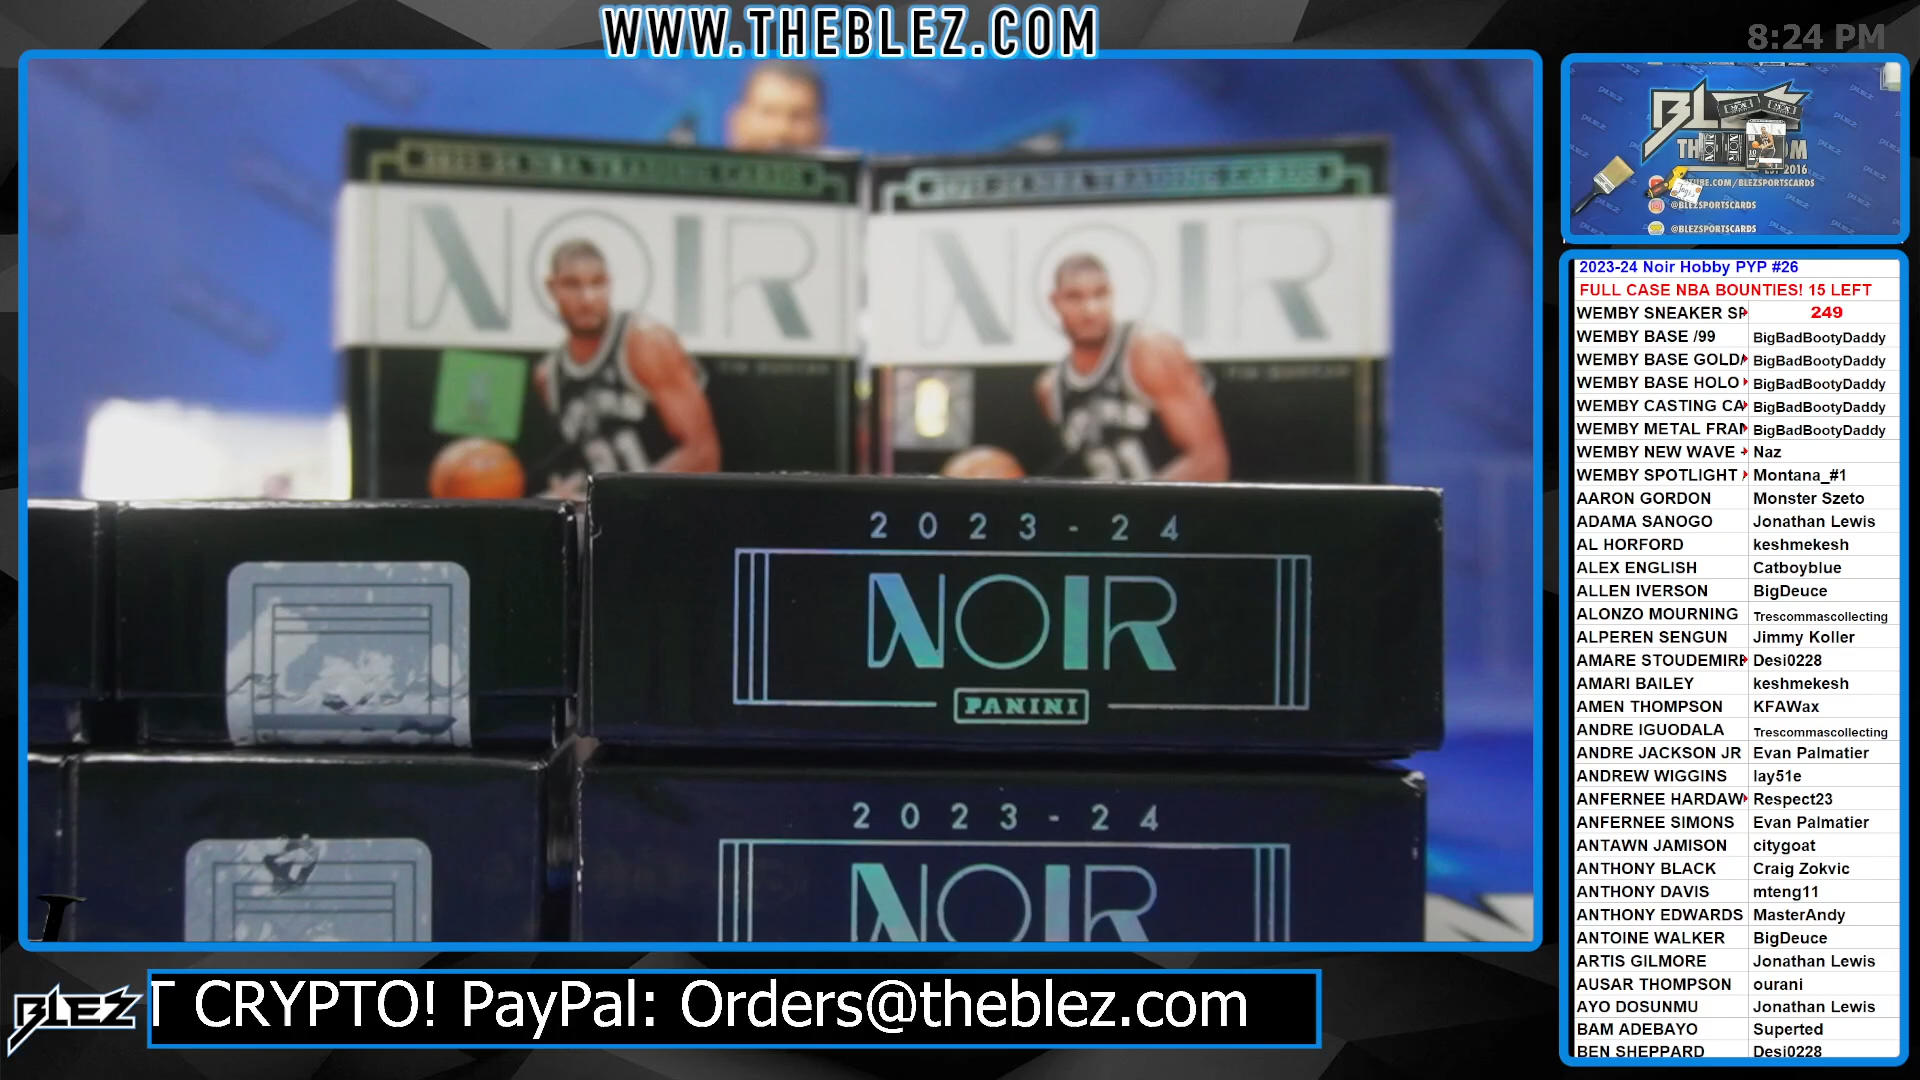 WWW.THEBLEZ.COM
8:24 PM
NOIR
NOIR
TIM DUNCAN
TIM DUNCAN
2023-24
NOIR
PANINI
2023-24
NOIR
BLEZ
@BLEZSPORTSCARDS
@BLEZSPORTSCARDS
2023-24 Noir Hobby PYP #26
FULL CASE NBA BOUNTIES! 15 LEFT
WEMBY SNEAKER SP 249
WEMBY BASE /99 BigBadBootyDaddy
WEMBY BASE GOLD BigBadBootyDaddy
WEMBY BASE HOLO BigBadBootyDaddy
WEMBY CASTING CA BigBadBootyDaddy
WEMBY METAL FRA BigBadBootyDaddy
WEMBY NEW WAVE Naz
WEMBY SPOTLIGHT Montana_#1
AARON GORDON Monster Szeto
ADAMA SANOGO Jonathan Lewis
AL HORFORD keshmekesh
ALEX ENGLISH Catboyblue
ALLEN IVERSON BigDeuce
ALONZO MOURNING Trescommascollecting
ALPEREN SENGUN Jimmy Koller
AMARE STOUDEMIR Desi0228
AMARI BAILEY keshmekesh
AMEN THOMPSON KFAWax
ANDRE IGUODALA Trescommascollecting
ANDRE JACKSON JR Evan Palmatier
ANDREW WIGGINS lay51e
ANFERNEE HARDAW Respect23
ANFERNEE SIMONS Evan Palmatier
ANTAWN JAMISON citygoat
ANTHONY BLACK Craig Zokvic
ANTHONY DAVIS mteng11
ANTHONY EDWARDS MasterAndy
ANTOINE WALKER BigDeuce
ARTIS GILMORE Jonathan Lewis
AUSAR THOMPSON ourani
AYO DOSUNMU Jonathan Lewis
BAM ADEBAYO Superted
BEN SHEPPARD Desi0228
BLEZ
T CRYPTO! PayPal: Orders@theblez.com